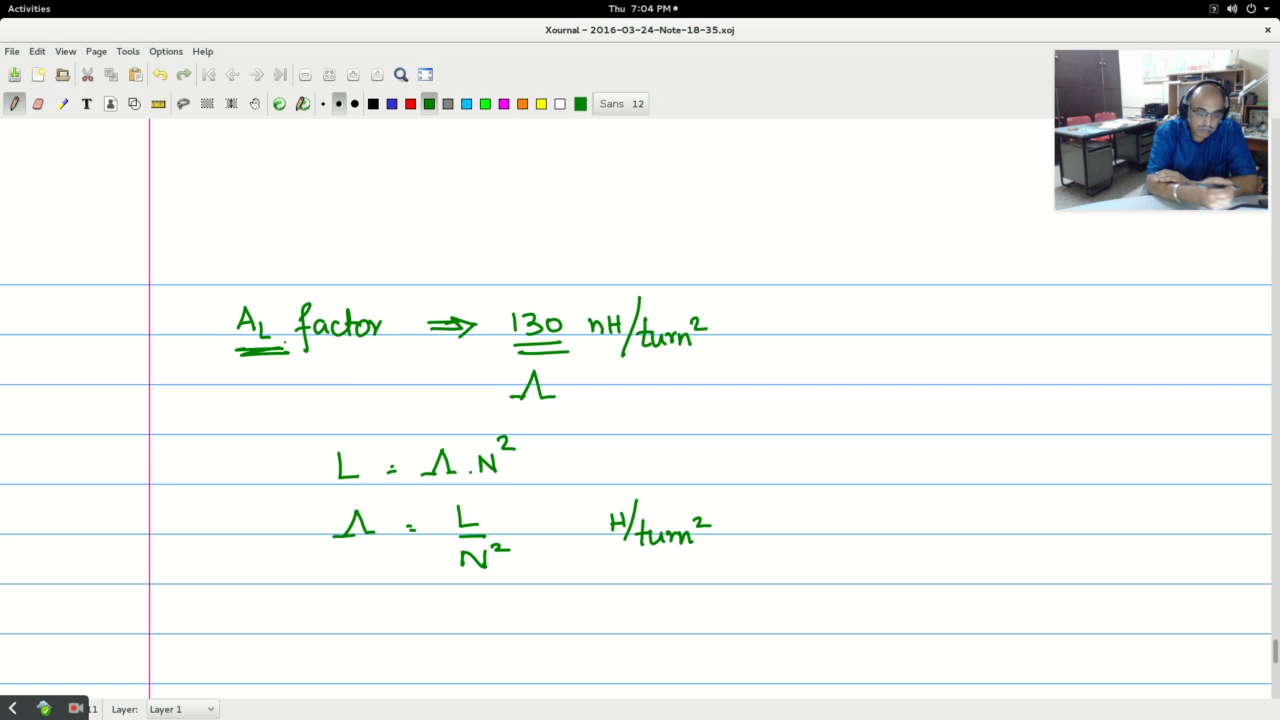 Activities
Thu 7:04 PM
Xournal – 2016-03-24-Note-18-35.xoj
File Edit View Page Tools Options Help
Sans 12
A_L factor ⇒ 130 nH/turn²
Λ
L = Λ . N²
Λ = L/N² H/turn²
11 Layer: Layer 1